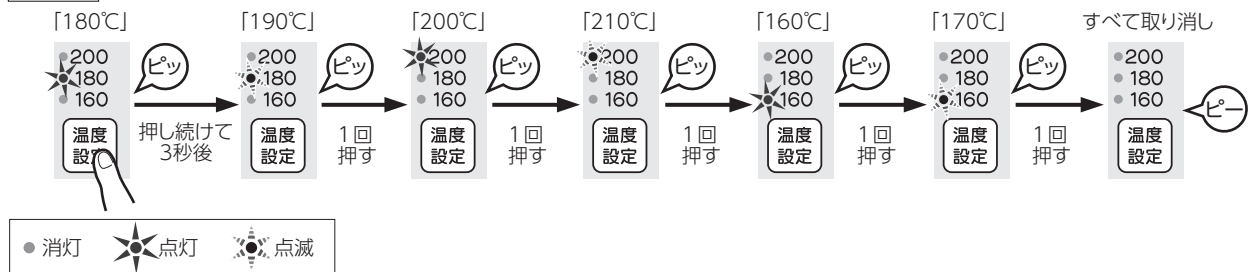 「180℃」
200
180
160
温度
設定
ピッ
押し続けて
3秒後
「190℃」
200
180
160
温度
設定
ピッ
1回
押す
「200℃」
200
180
160
温度
設定
ピッ
1回
押す
「210℃」
200
180
160
温度
設定
ピッ
1回
押す
「160℃」
200
180
160
温度
設定
ピッ
1回
押す
「170℃」
200
180
160
温度
設定
ピッ
1回
押す
すべて取り消し
200
180
160
温度
設定
ピー
消灯
点灯
点滅